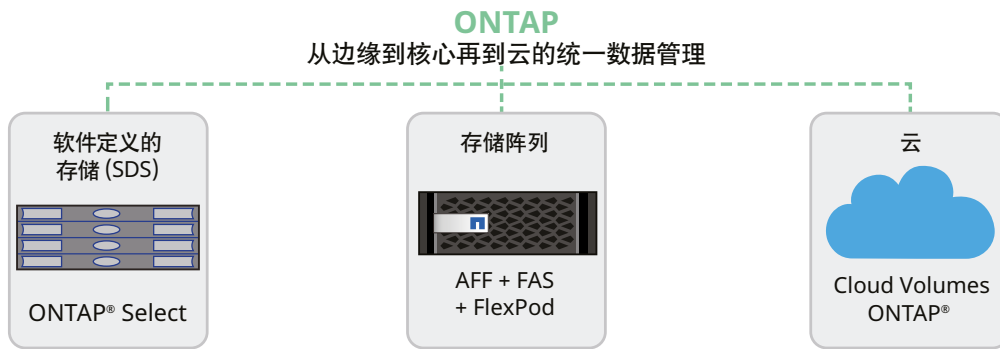 ONTAP
从边缘到核心再到云的统一数据管理
软件定义的
存储 (SDS)
ONTAP® Select
存储阵列
AFF + FAS
+ FlexPod
云
Cloud Volumes
ONTAP®